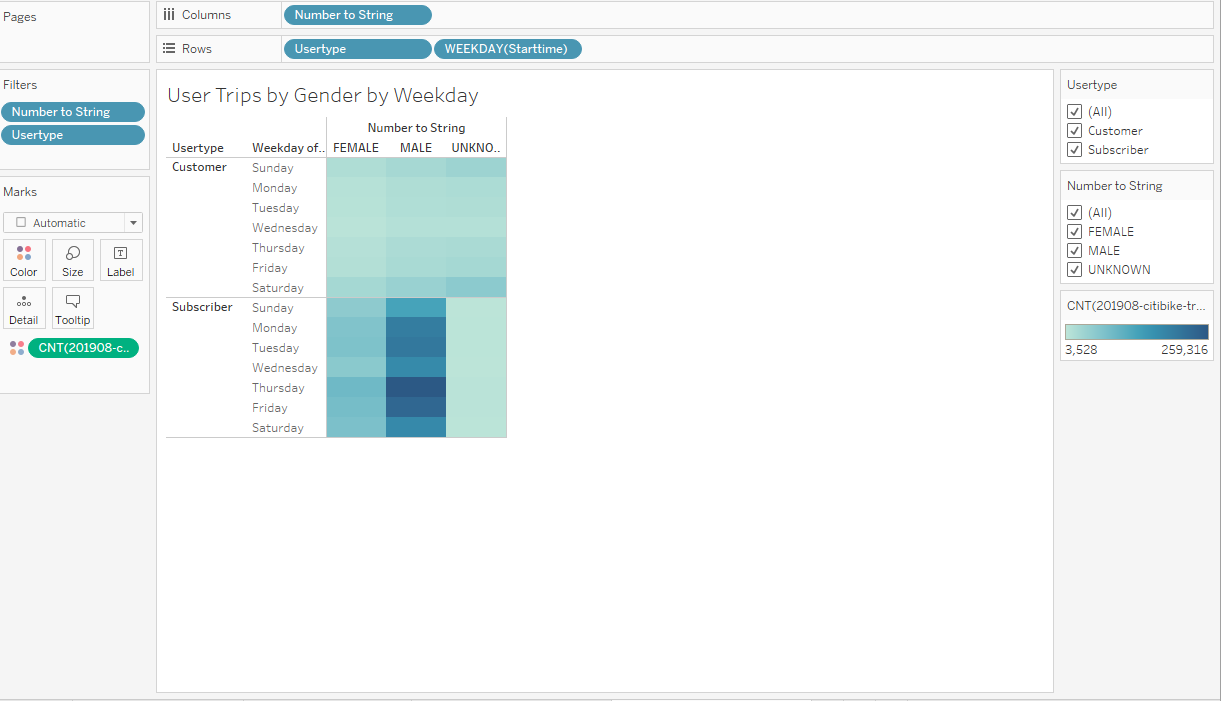 Pages
Columns
Number to String
Rows
Usertype
WEEKDAY(Starttime)
Filters
Number to String
Usertype
Marks
Automatic
Color
Size
Label
Detail
Tooltip
CNT(201908-c..
User Trips by Gender by Weekday
Number to String
Usertype Weekday of.. FEMALE MALE UNKNO..
Customer Sunday
Monday
Tuesday
Wednesday
Thursday
Friday
Saturday
Subscriber Sunday
Monday
Tuesday
Wednesday
Thursday
Friday
Saturday
Usertype
(All)
Customer
Subscriber
Number to String
(All)
FEMALE
MALE
UNKNOWN
CNT(201908-citibike-tr...
3,528 259,316